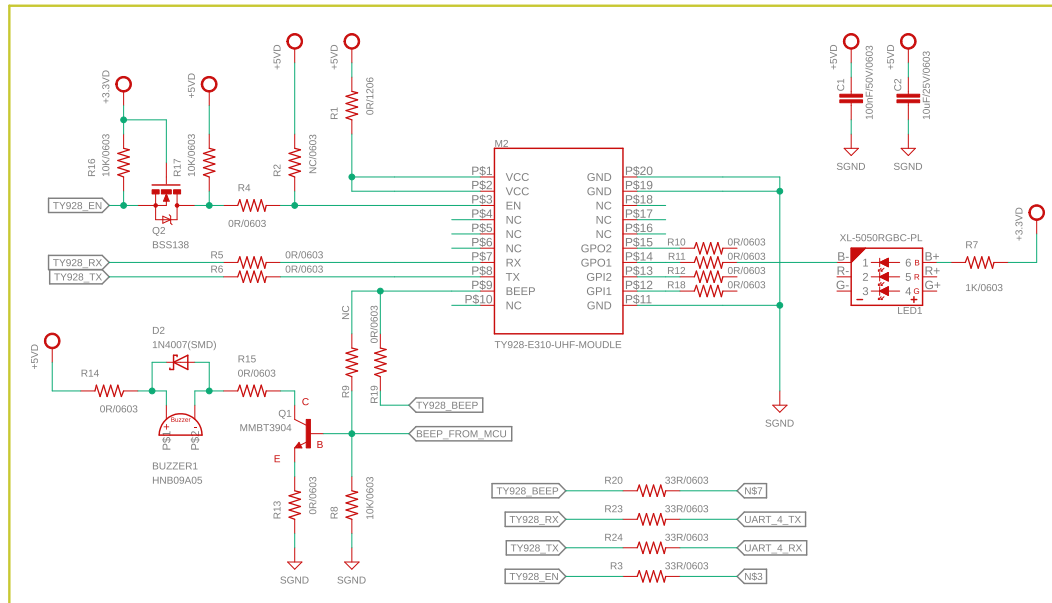 +5VD
+5VD
+5VD
+5VD
+3.3VD
+5VD
R1
0R/1206
C1
100nF/50V/0603
C2
10uF/25V/0603
SGND
SGND
R16
10K/0603
R17
10K/0603
R2
NC/0603
M2
P$1 VCC GND P$20
P$2 VCC GND P$19
P$3 EN NC P$18
P$4 NC NC P$17
P$5 NC NC P$16
P$6 NC GPO2 P$15
P$7 RX GPO1 P$14
P$8 TX GPI2 P$13
P$9 BEEP GPI1 P$12
P$10 NC GND P$11
TY928-E310-UHF-MOUDLE
TY928_EN
R4
0R/0603
Q2
BSS138
TY928_RX
R5
0R/0603
TY928_TX
R6
0R/0603
R10 0R/0603
R11 0R/0603
R12 0R/0603
R18 0R/0603
+3.3VD
XL-5050RGBC-PL
B- 1 6 B B+
R- 2 5 R R+
G- 3 4 G G+
− +
LED1
R7
1K/0603
NC
R9
0R/0603
R19
+5VD
D2
1N4007(SMD)
R14
0R/0603
R15
0R/0603
Buzzer
+ -
P$1
P$2
BUZZER1
HNB09A05
Q1
MMBT3904
C
B
E
TY928_BEEP
BEEP_FROM_MCU
SGND
R13
0R/0603
R8
10K/0603
SGND
SGND
TY928_BEEP R20 33R/0603 N$7
TY928_RX R23 33R/0603 UART_4_TX
TY928_TX R24 33R/0603 UART_4_RX
TY928_EN R3 33R/0603 N$3